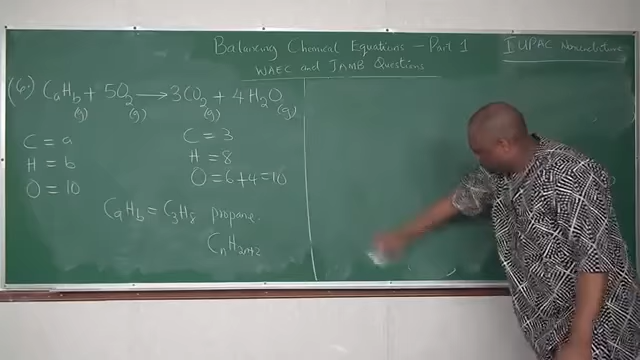 Balancing Chemical Equations – Part 1
WAEC and JAMB Questions
IUPAC Nomenclature
(6) CaHb + 5O2 → 3CO2 + 4H2O
(g) (g) (g) (g)
C = a
H = b
O = 10
C = 3
H = 8
O = 6+4 = 10
CaHb = C3H8 propane.
CnH2n+2